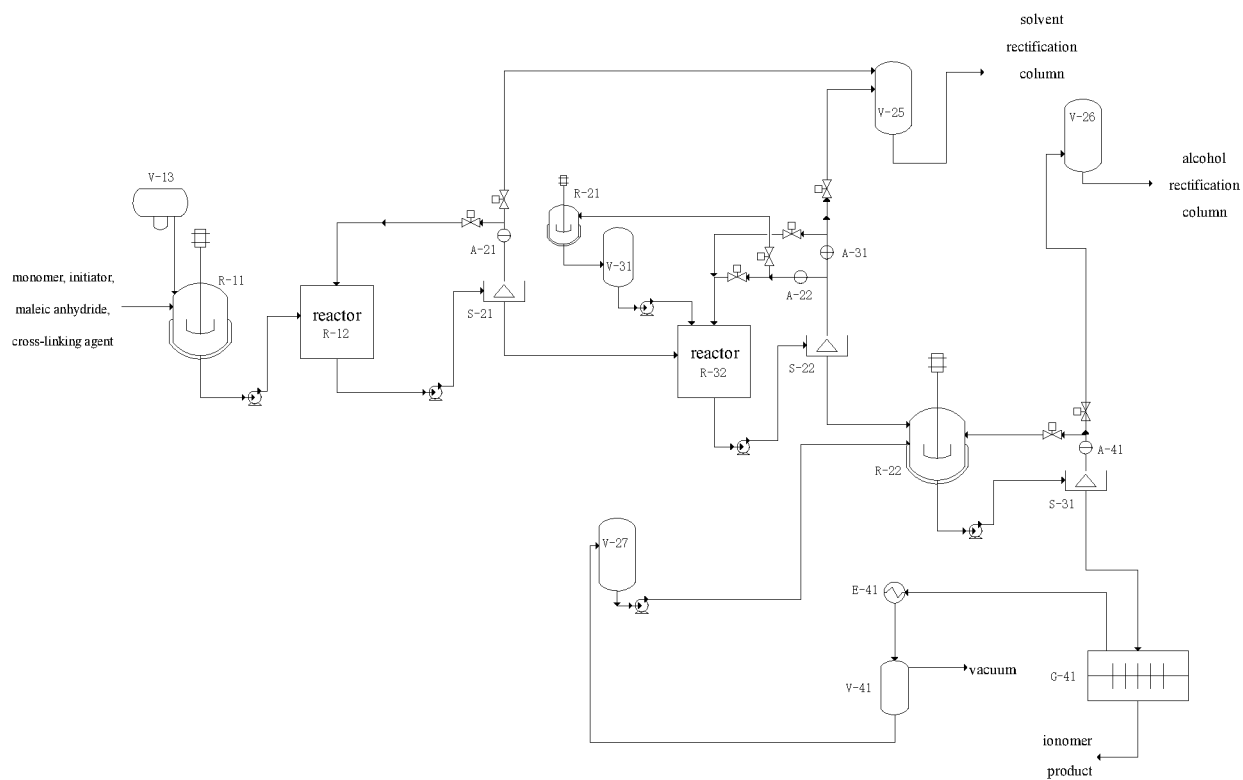 solvent
rectification
column
V-25
V-26
alcohol
rectification
column
V-13
R-21
A-21
V-31
A-31
A-22
monomer, initiator,
maleic anhydride,
cross-linking agent
R-11
reactor
R-12
S-21
reactor
R-32
S-22
R-22
A-41
S-31
V-27
E-41
V-41
vacuum
G-41
ionomer
product